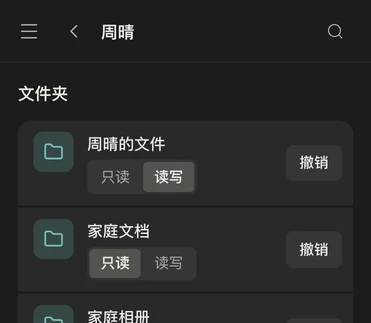 周晴
文件夹
周晴的文件
只读 读写
撤销
家庭文档
只读 读写
撤销
家庭相册